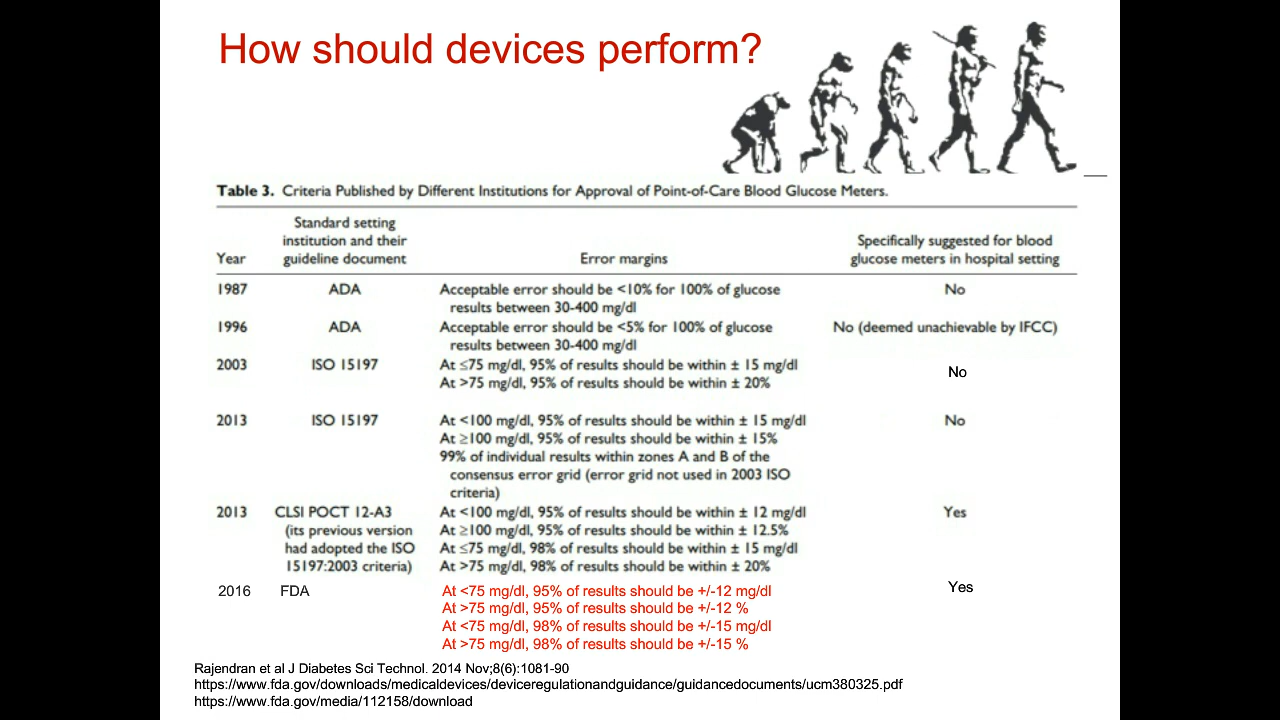 How should devices perform?
Table 3. Criteria Published by Different Institutions for Approval of Point-of-Care Blood Glucose Meters.
Year
Standard setting
institution and their
guideline document
Error margins
Specifically suggested for blood
glucose meters in hospital setting
1987 ADA Acceptable error should be <10% for 100% of glucose No
results between 30-400 mg/dl
1996 ADA Acceptable error should be <5% for 100% of glucose No (deemed unachievable by IFCC)
results between 30-400 mg/dl
2003 ISO 15197 At ≤75 mg/dl, 95% of results should be within ± 15 mg/dl No
At >75 mg/dl, 95% of results should be within ± 20%
2013 ISO 15197 At <100 mg/dl, 95% of results should be within ± 15 mg/dl No
At ≥100 mg/dl, 95% of results should be within ± 15%
99% of individual results within zones A and B of the
consensus error grid (error grid not used in 2003 ISO
criteria)
2013 CLSI POCT 12-A3 At <100 mg/dl, 95% of results should be within ± 12 mg/dl Yes
(its previous version At ≥100 mg/dl, 95% of results should be within ± 12.5%
had adopted the ISO At ≤75 mg/dl, 98% of results should be within ± 15 mg/dl
15197:2003 criteria) At >75 mg/dl, 98% of results should be within ± 20%
2016 FDA At <75 mg/dl, 95% of results should be +/-12 mg/dl Yes
At >75 mg/dl, 95% of results should be +/-12 %
At <75 mg/dl, 98% of results should be +/-15 mg/dl
At >75 mg/dl, 98% of results should be +/-15 %
Rajendran et al J Diabetes Sci Technol. 2014 Nov;8(6):1081-90
https://www.fda.gov/downloads/medicaldevices/deviceregulationandguidance/guidancedocuments/ucm380325.pdf
https://www.fda.gov/media/112158/download